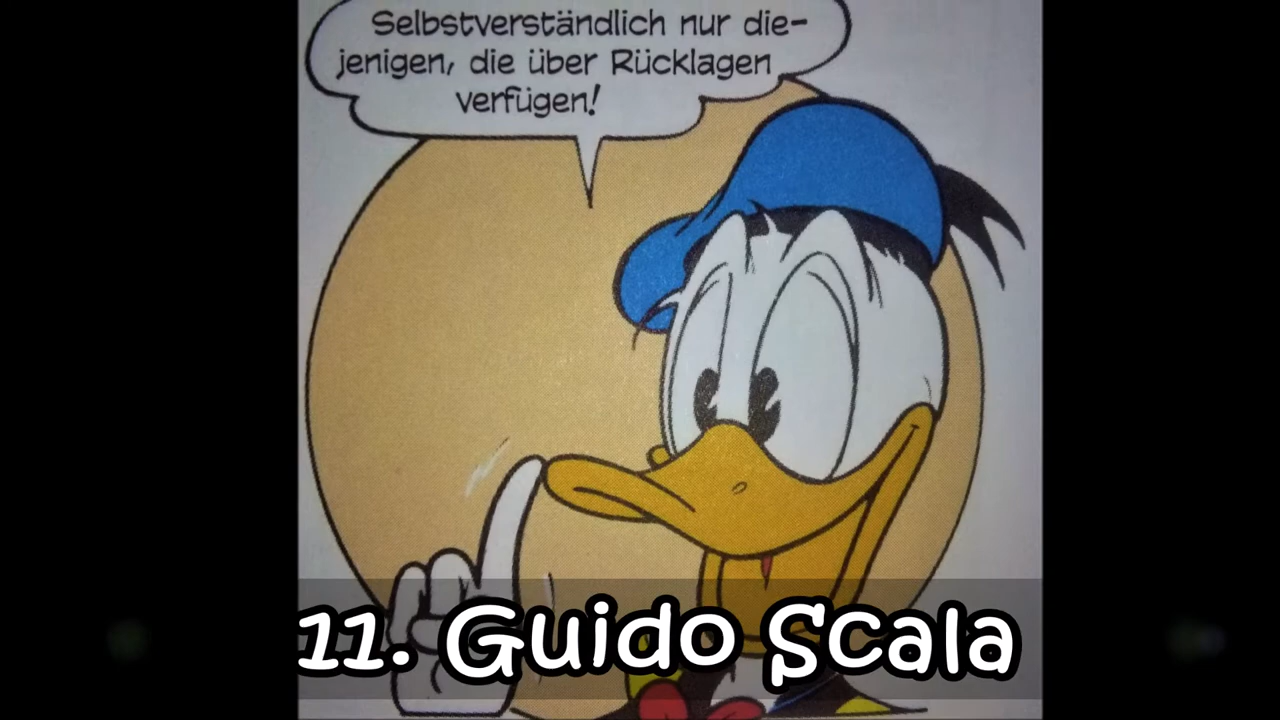 Selbstverständlich nur die-
jenigen, die über Rücklagen
verfügen!
11. Guido Scala